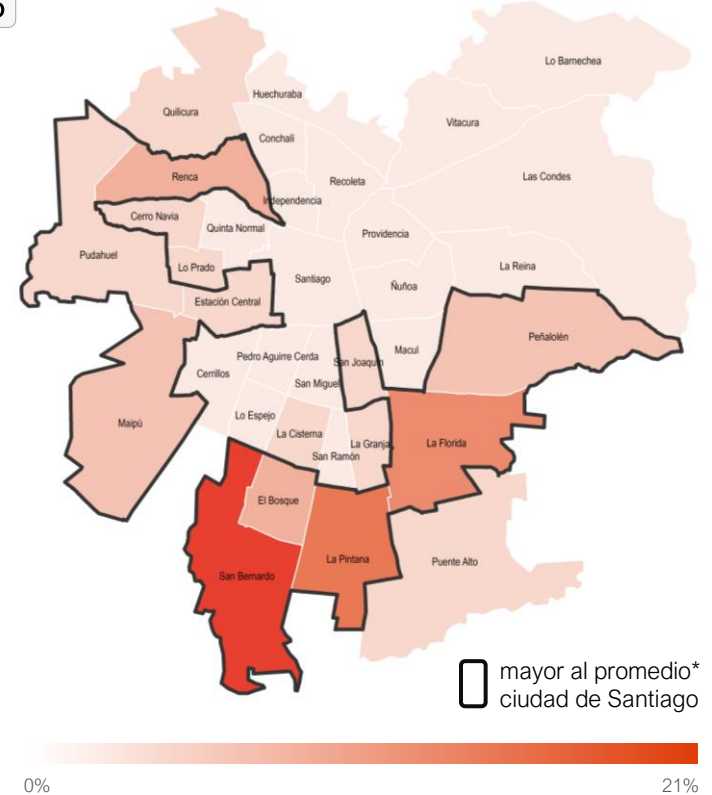 Lo Barnechea
Huechuraba
Quilicura
Vitacura
Conchalí
Renca
Recoleta
Las Condes
Independencia
Cerro Navia
Quinta Normal
Providencia
Pudahuel
Lo Prado
La Reina
Santiago
Ñuñoa
Estación Central
Peñalolén
Macul
Pedro Aguirre Cerda
San Joaquín
Cerrillos
San Miguel
Maipú
Lo Espejo
La Cisterna
La Granja
La Florida
San Ramón
El Bosque
La Pintana
Puente Alto
San Bernardo
mayor al promedio*
ciudad de Santiago
0%
21%